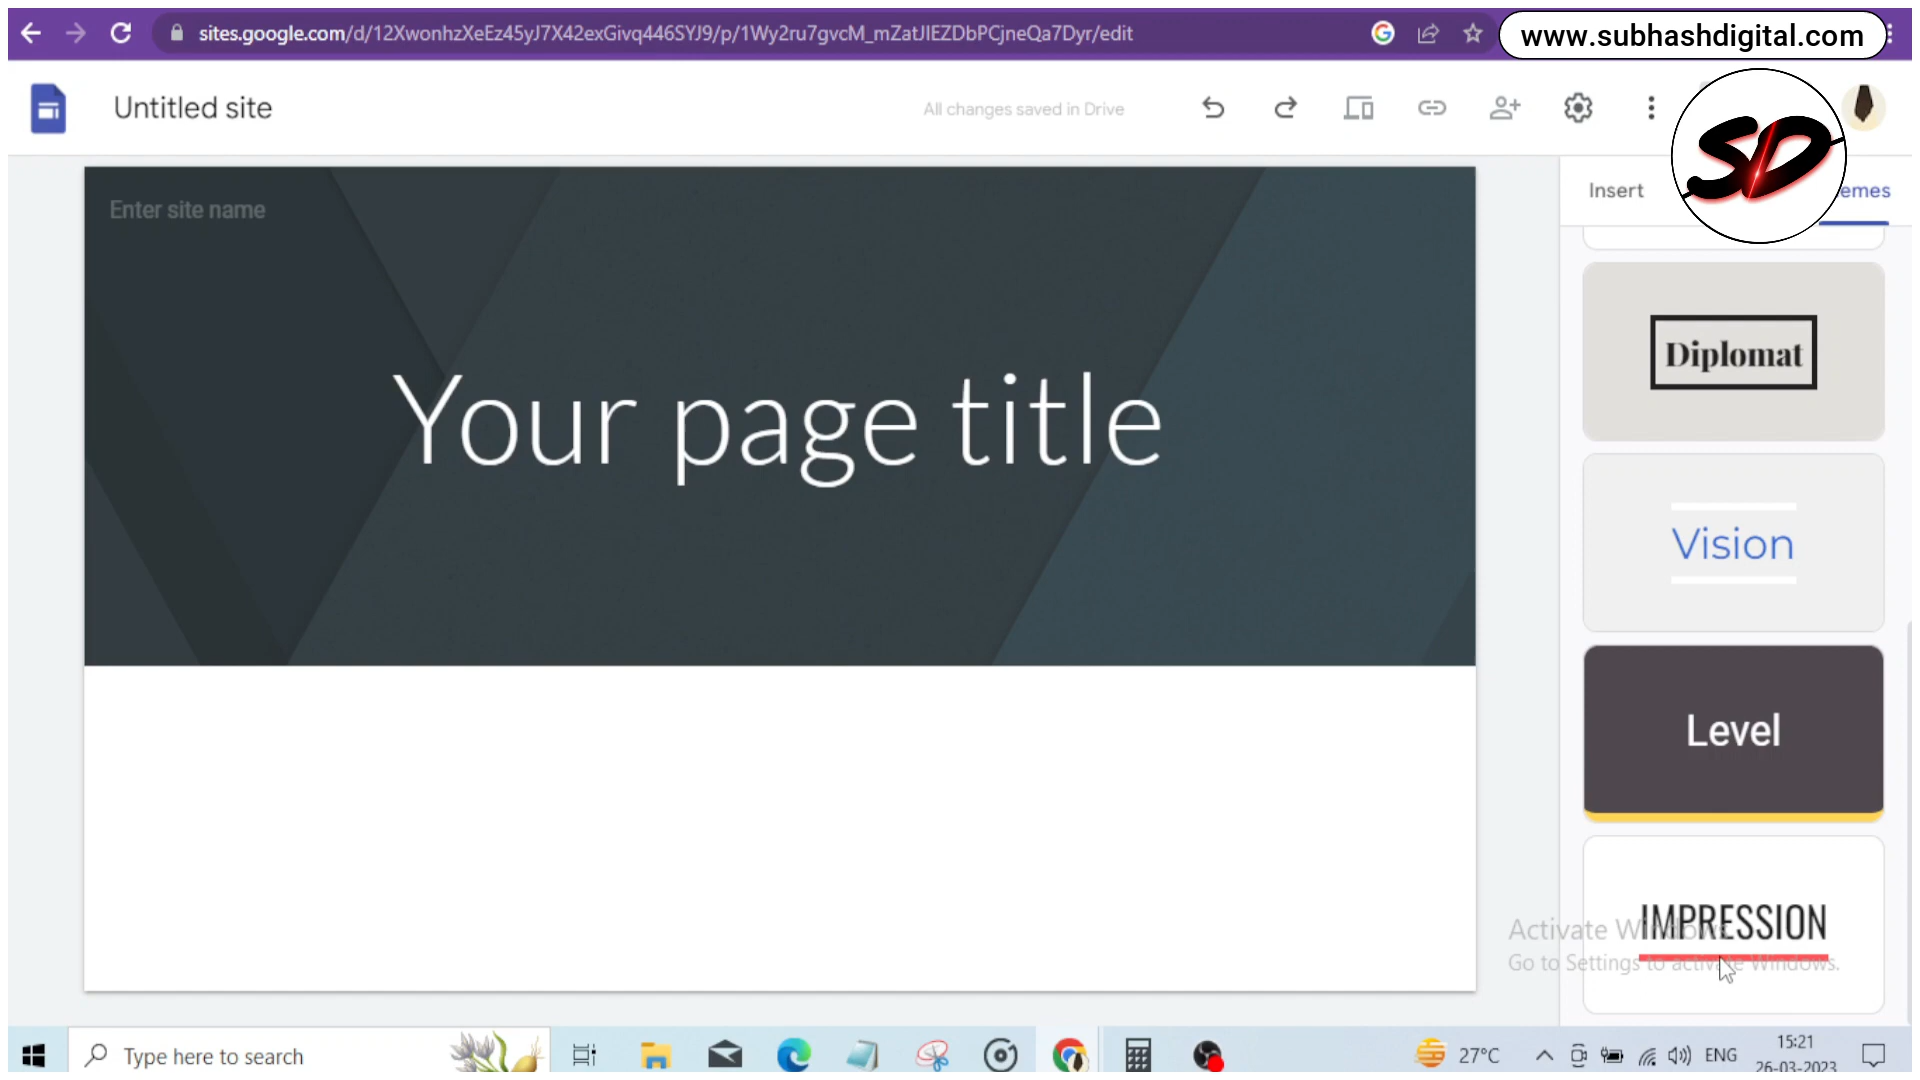 sites.google.com/d/12XwonhzXeEz45yJ7X42exGivq446SYJ9/p/1Wy2ru7gvcM_mZatJIEZDbPCjneQa7Dyr/edit
www.subhashdigital.com
Untitled site
All changes saved in Drive
SD
Insert
emes
Enter site name
Your page title
Diplomat
Vision
Level
IMPRESSION
Activate Windows
Go to Settings to activate Windows.
Type here to search
27°C
ENG
15:21
26-03-2023